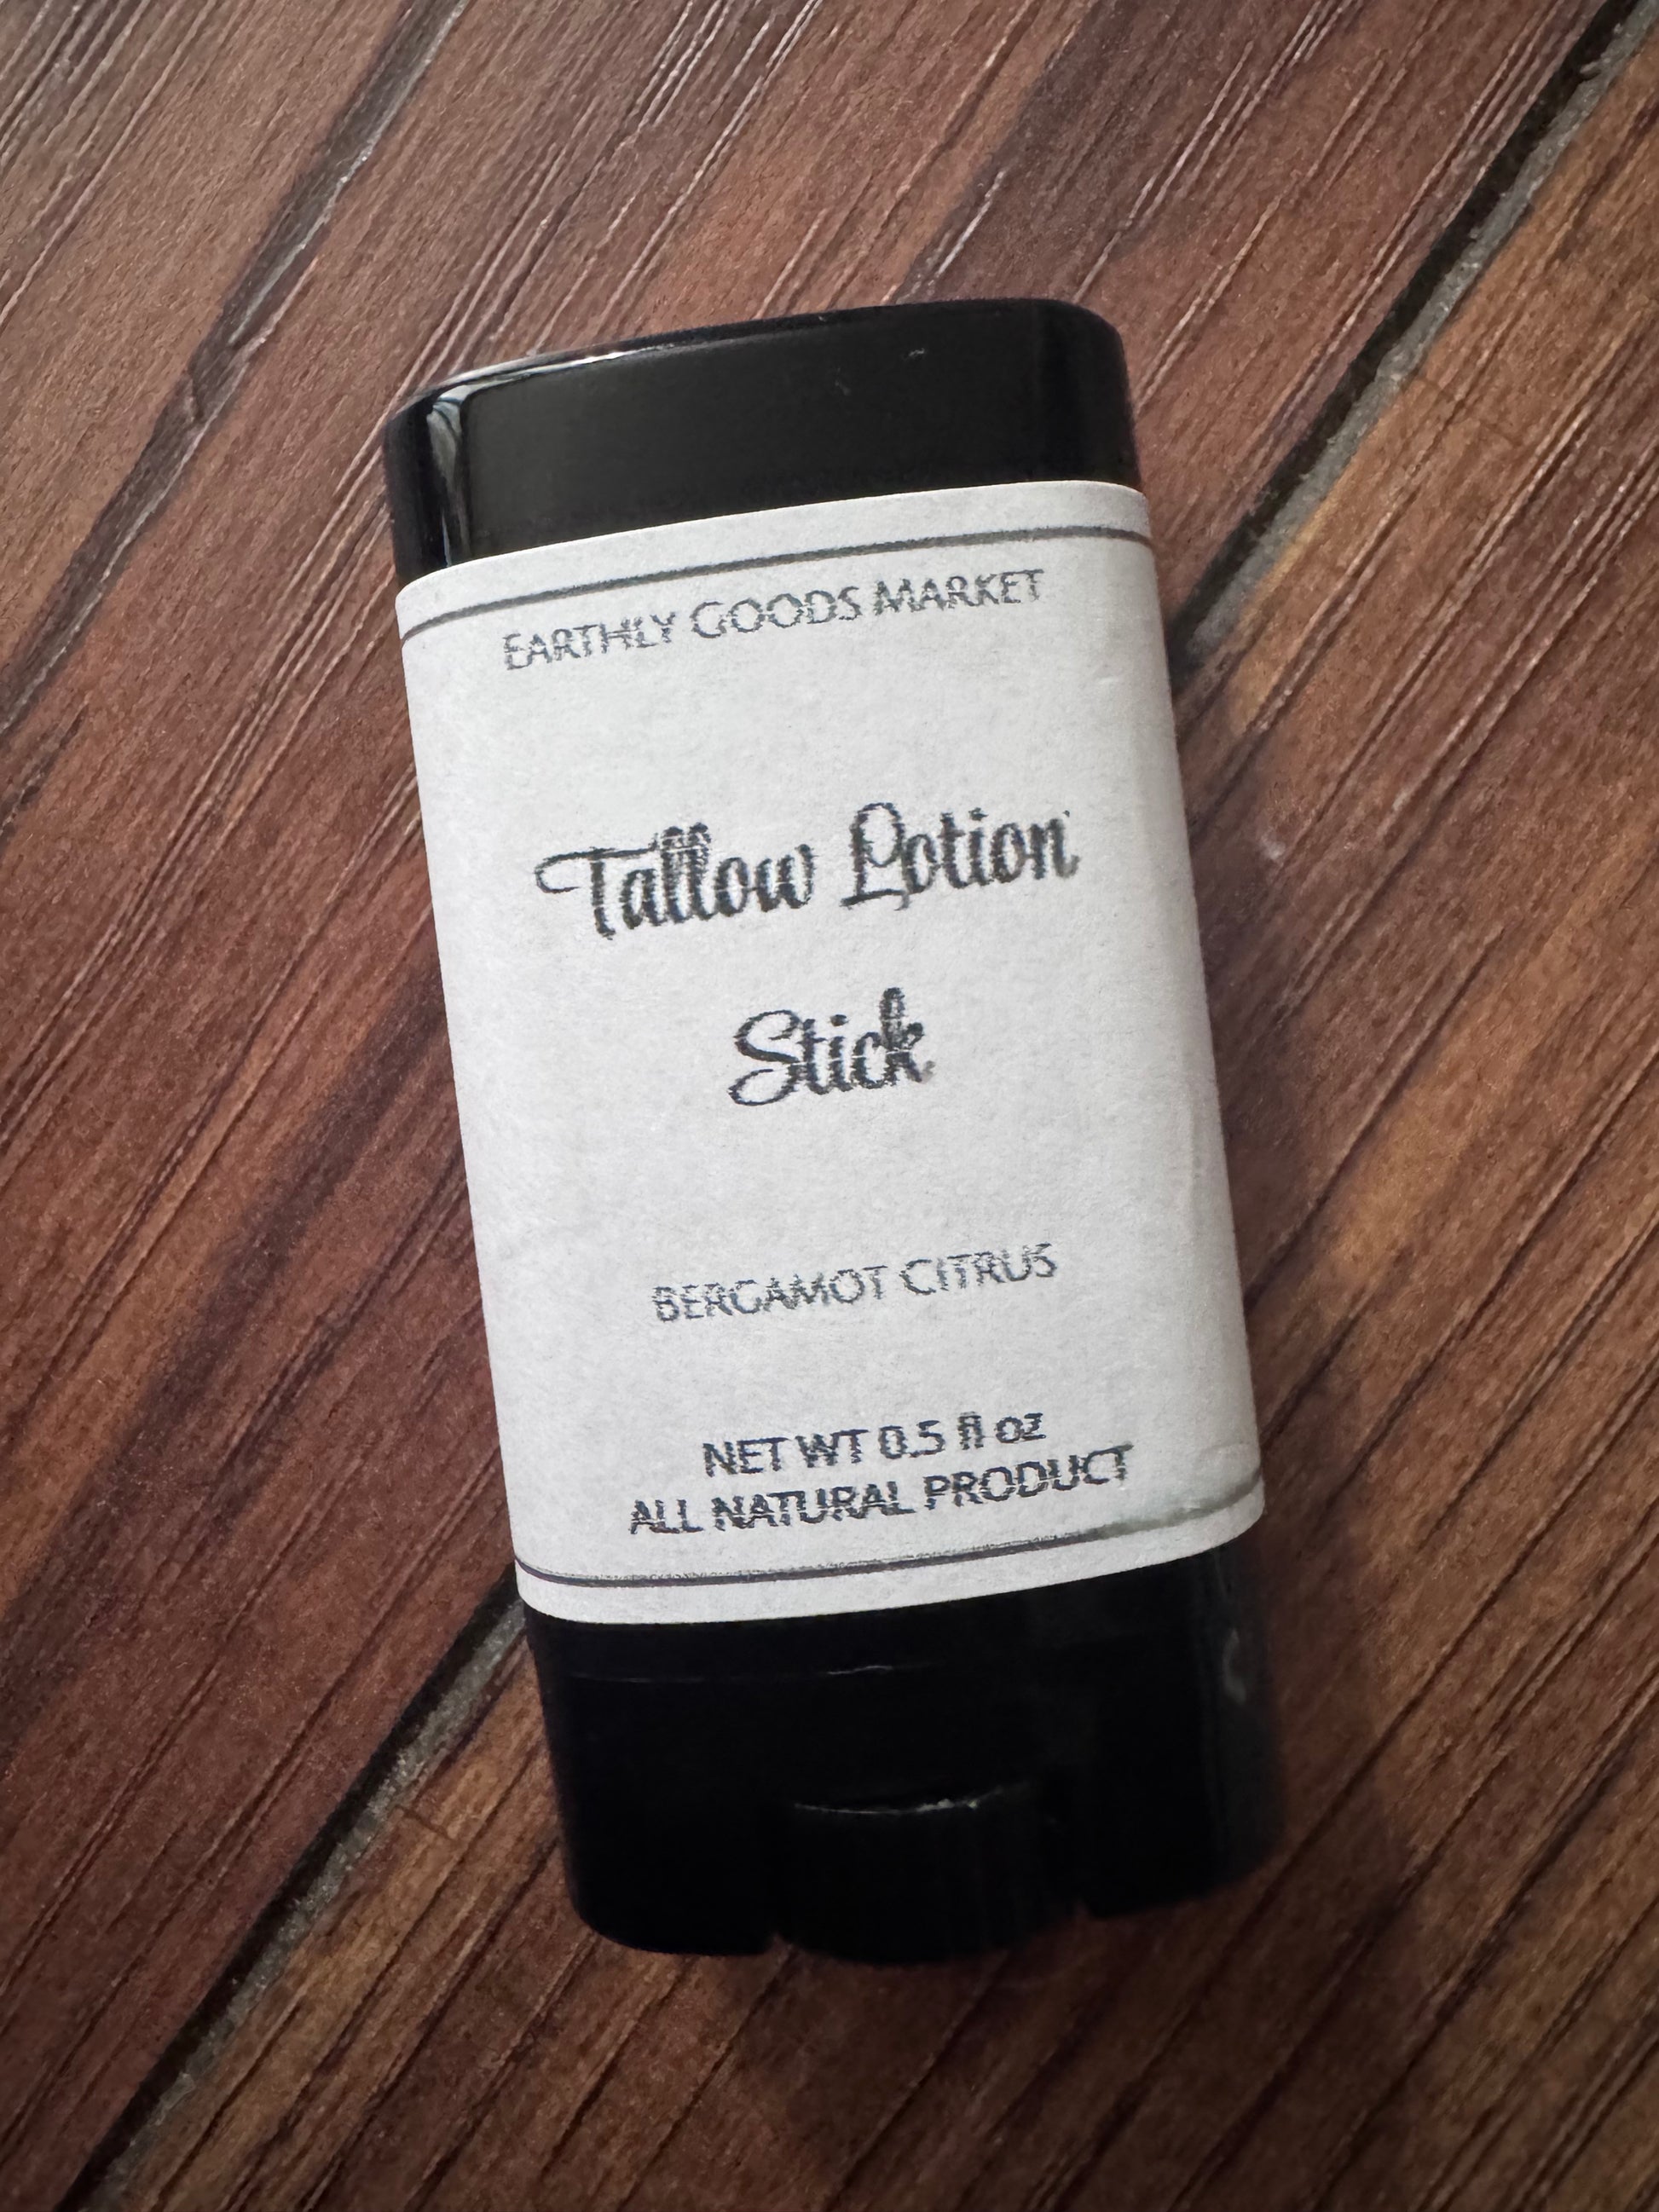 EARTHLY GOODS MARKET
Tallow Lotion
Stick
BERGAMOT CITRUS
NET WT 0.5 fl oz
ALL NATURAL PRODUCT